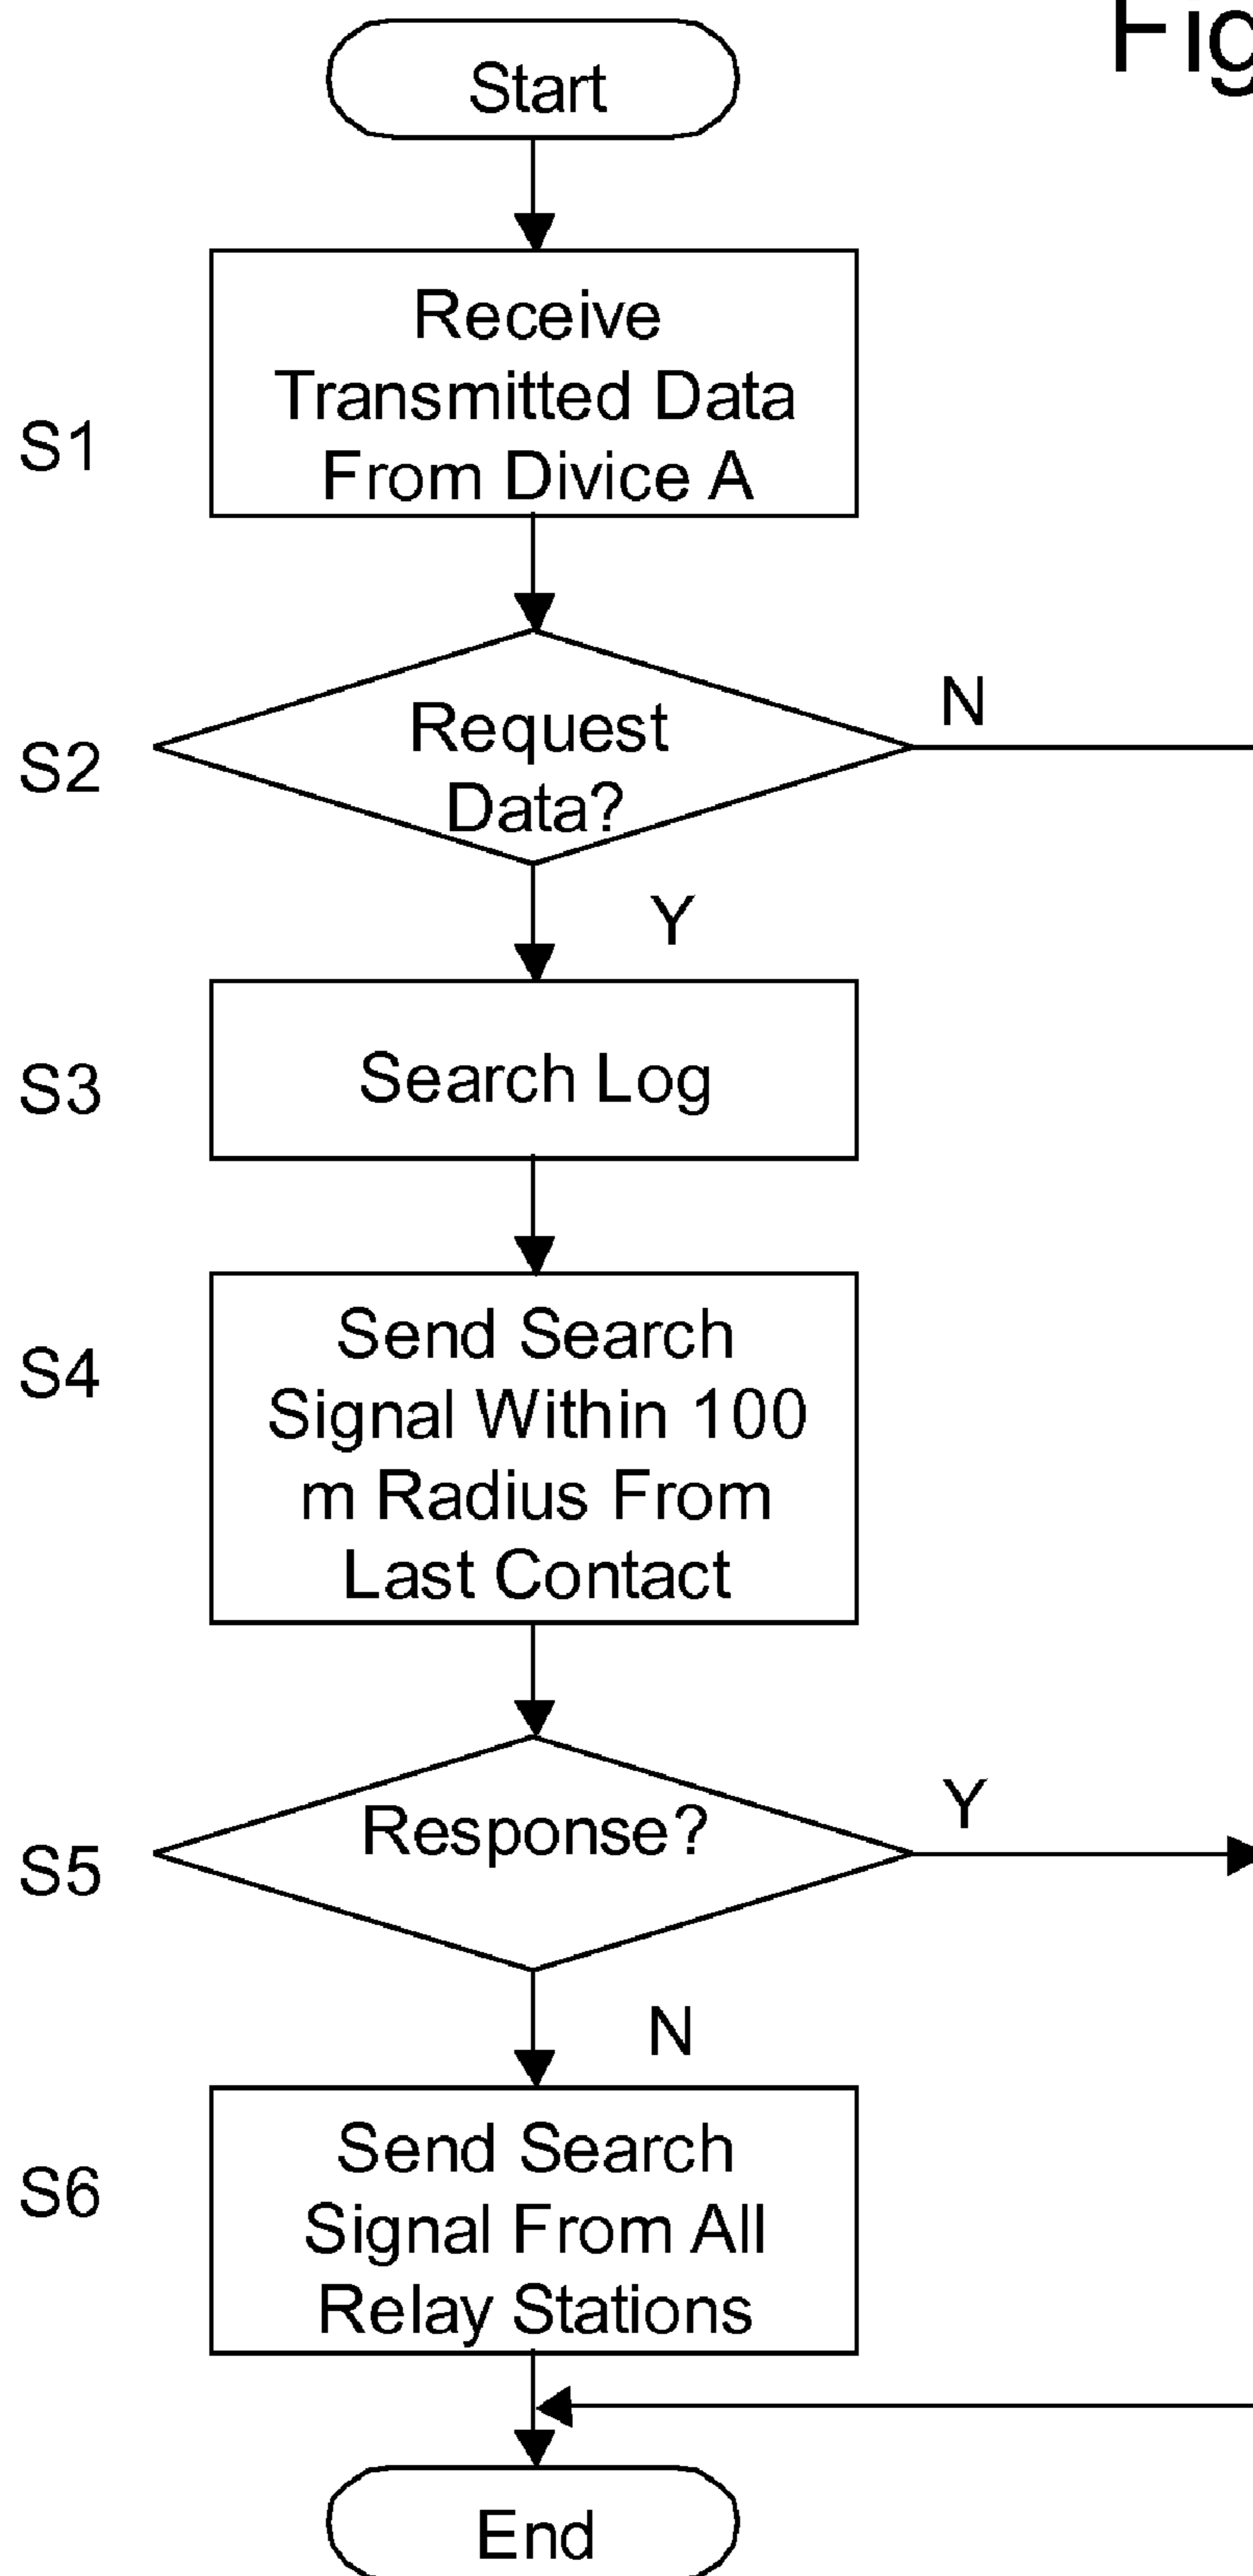 Fig
Start
S1
Receive
Transmitted Data
From Divice A
S2
Request
Data?
N
Y
S3
Search Log
S4
Send Search
Signal Within 100
m Radius From
Last Contact
S5
Response?
Y
N
S6
Send Search
Signal From All
Relay Stations
End